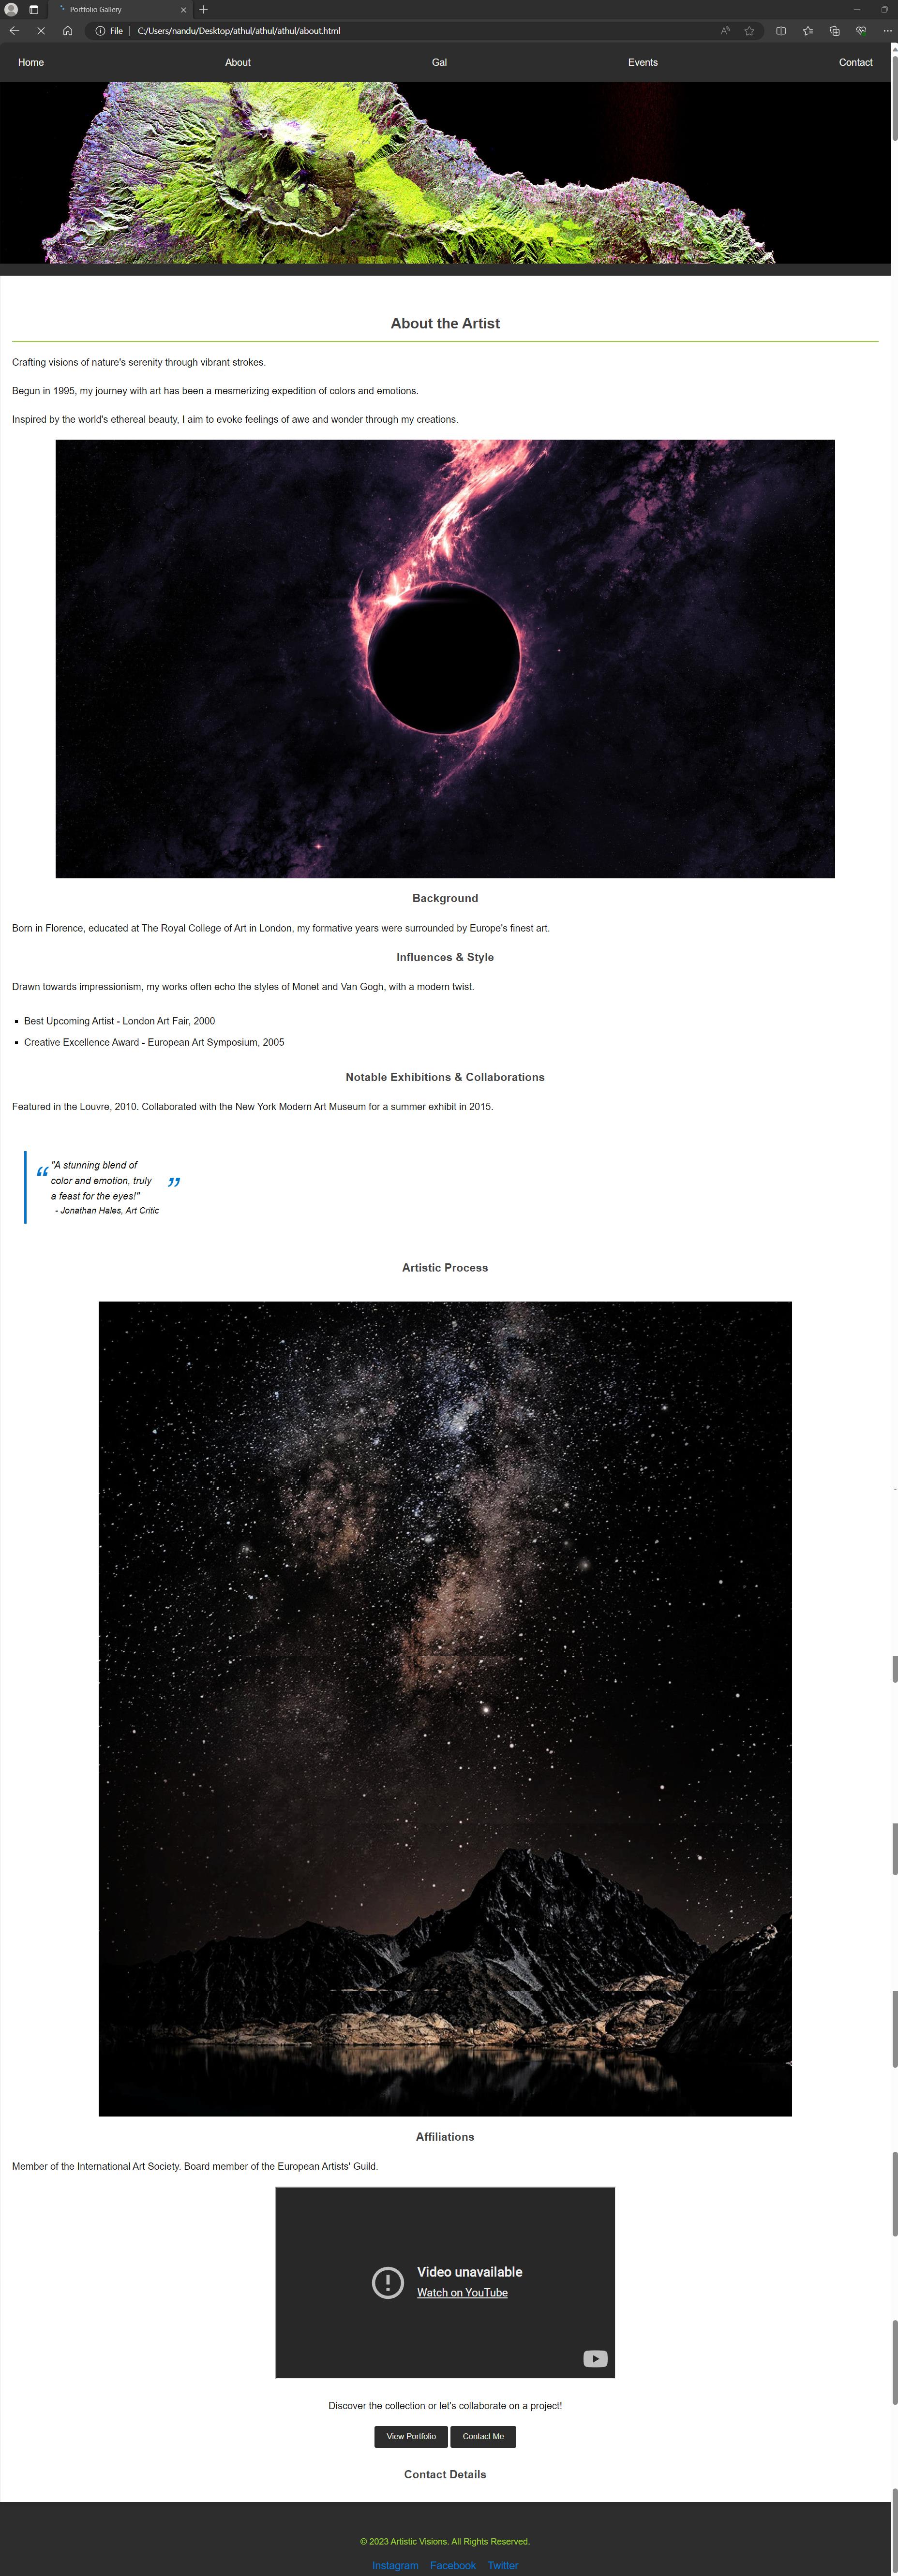 Portfolio Gallery
File
C:/Users/nandu/Desktop/athul/athul/athul/about.html
Home
About
Gal
Events
Contact
About the Artist
Crafting visions of nature's serenity through vibrant strokes.
Begun in 1995, my journey with art has been a mesmerizing expedition of colors and emotions.
Inspired by the world's ethereal beauty, I aim to evoke feelings of awe and wonder through my creations.
Background
Born in Florence, educated at The Royal College of Art in London, my formative years were surrounded by Europe's finest art.
Influences & Style
Drawn towards impressionism, my works often echo the styles of Monet and Van Gogh, with a modern twist.
Best Upcoming Artist - London Art Fair, 2000
Creative Excellence Award - European Art Symposium, 2005
Notable Exhibitions & Collaborations
Featured in the Louvre, 2010. Collaborated with the New York Modern Art Museum for a summer exhibit in 2015.
“ "A stunning blend of
color and emotion, truly ”
a feast for the eyes!"
- Jonathan Hales, Art Critic
Artistic Process
Affiliations
Member of the International Art Society. Board member of the European Artists' Guild.
Video unavailable
Watch on YouTube
Discover the collection or let's collaborate on a project!
View Portfolio
Contact Me
Contact Details
© 2023 Artistic Visions. All Rights Reserved.
Instagram Facebook Twitter